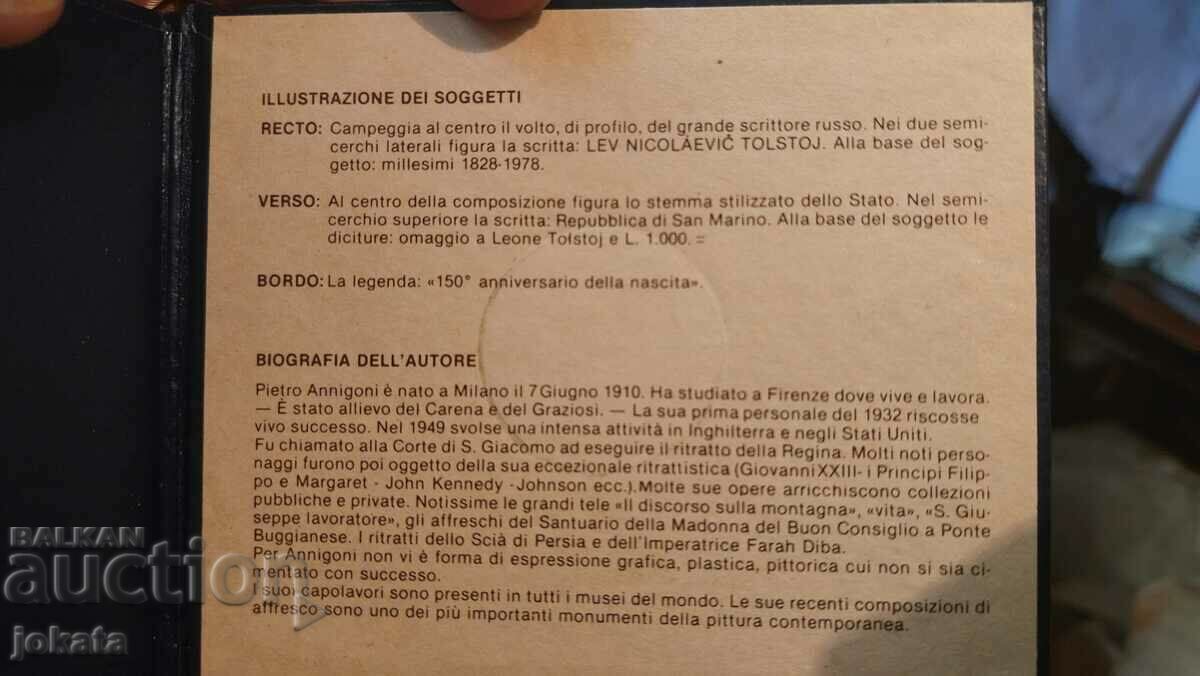 ILLUSTRAZIONE DEI SOGGETTI
RECTO: Campeggia al centro il volto, di profilo, del grande scrittore russo. Nei due semi-
cerchi laterali figura la scritta: LEV NICOLÁEVIČ TOLSTOJ. Alla base del sog-
getto: millesimi 1828-1978.
VERSO: Al centro della composizione figura lo stemma stilizzato dello Stato. Nel semi-
cerchio superiore la scritta: Repubblica di San Marino. Alla base del soggetto le
diciture: omaggio a Leone Tolstoj e L. 1.000. =
BORDO: La legenda: «150° anniversario della nascita».
BIOGRAFIA DELL'AUTORE
Pietro Annigoni è nato a Milano il 7 Giugno 1910. Ha studiato a Firenze dove vive e lavora.
— È stato allievo del Carena e del Graziosi. — La sua prima personale del 1932 riscosse
vivo successo. Nel 1949 svolse una intensa attività in Inghilterra e negli Stati Uniti.
Fu chiamato alla Corte di S. Giacomo ad eseguire il ritratto della Regina. Molti noti perso-
naggi furono poi oggetto della sua eccezionale ritrattistica (Giovanni XXIII- i Principi Filip-
po e Margaret - John Kennedy -Johnson ecc.). Molte sue opere arricchiscono collezioni
pubbliche e private. Notissime le grandi tele «Il discorso sulla montagna», «vita», «S. Giu-
seppe lavoratore», gli affreschi del Santuario della Madonna del Buon Consiglio a Ponte
Buggianese. I ritratti dello Scià di Persia e dell'Imperatrice Farah Diba.
Per Annigoni non vi è forma di espressione grafica, plastica, pittorica cui non si sia ci-
mentato con successo.
I suoi capolavori sono presenti in tutti i musei del mondo. Le sue recenti composizioni di
affresco sono uno dei più importanti monumenti della pittura contemporanea.
BALKAN
auction
jokata